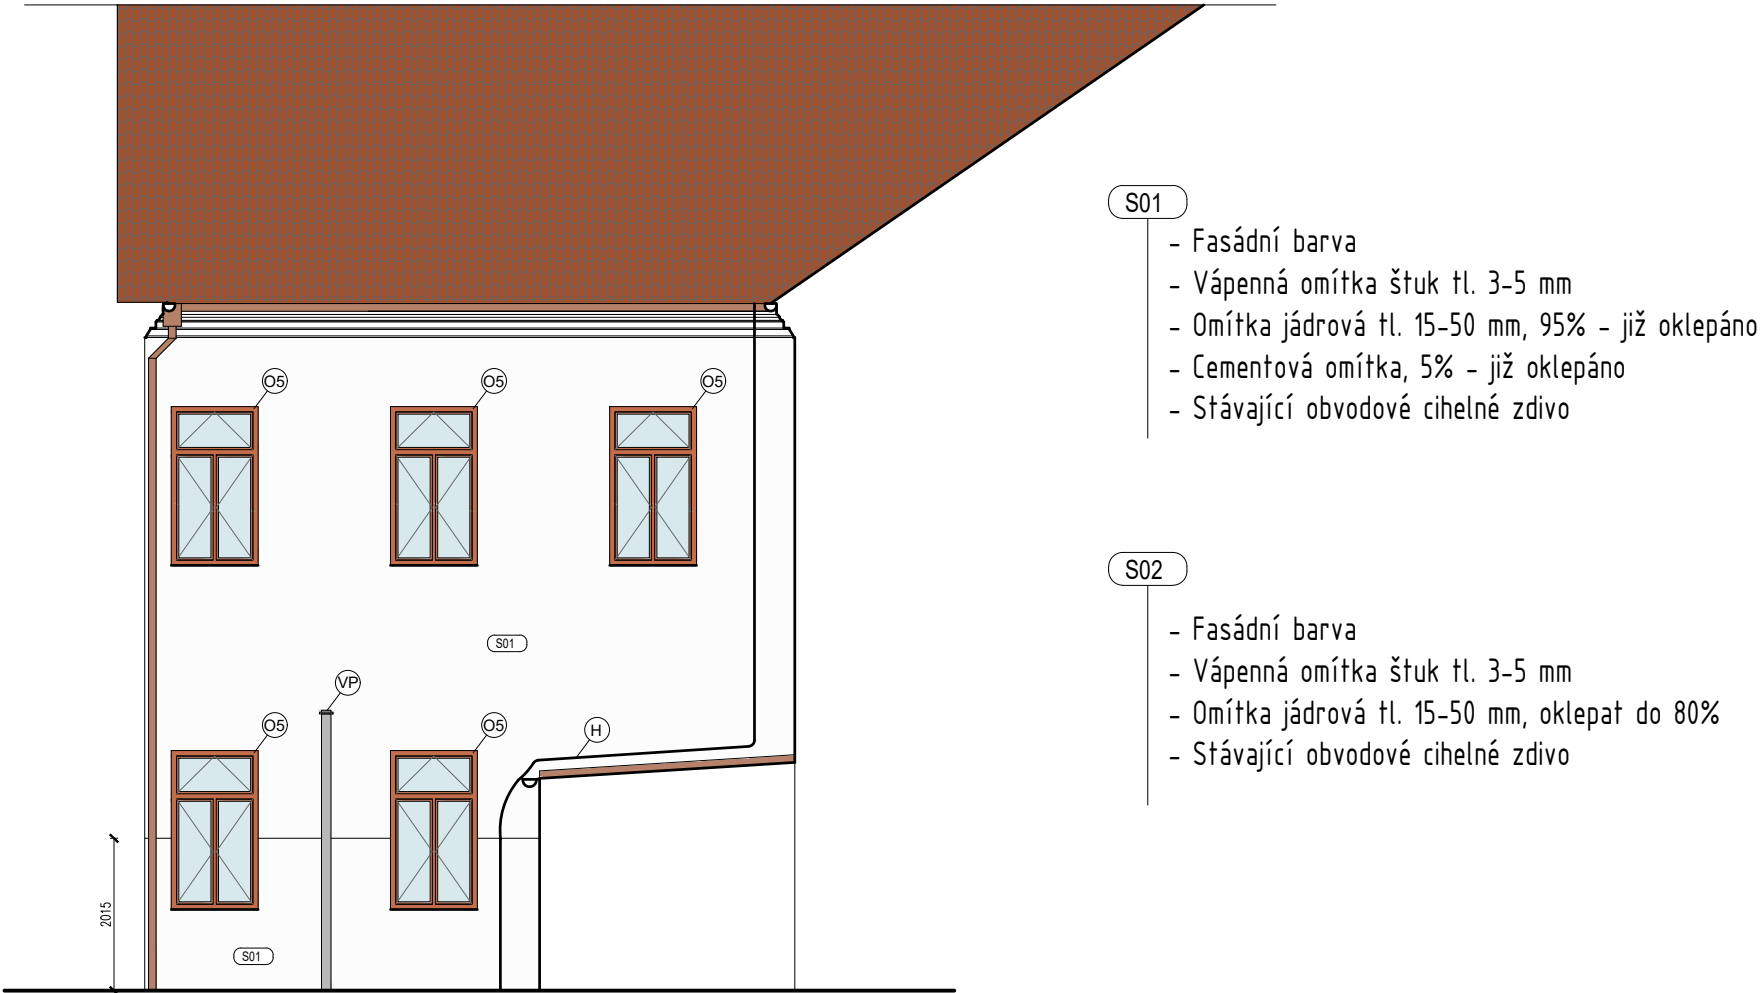 S01
- Fasádní barva
- Vápenná omítka štuk tl. 3-5 mm
- Omítka jádrová tl. 15-50 mm, 95% - již oklepáno
- Cementová omítka, 5% - již oklepáno
- Stávající obvodové cihelné zdivo
O5
O5
O5
S02
- Fasádní barva
- Vápenná omítka štuk tl. 3-5 mm
- Omítka jádrová tl. 15-50 mm, oklepat do 80%
- Stávající obvodové cihelné zdivo
S01
VP
O5
O5
H
2015
S01